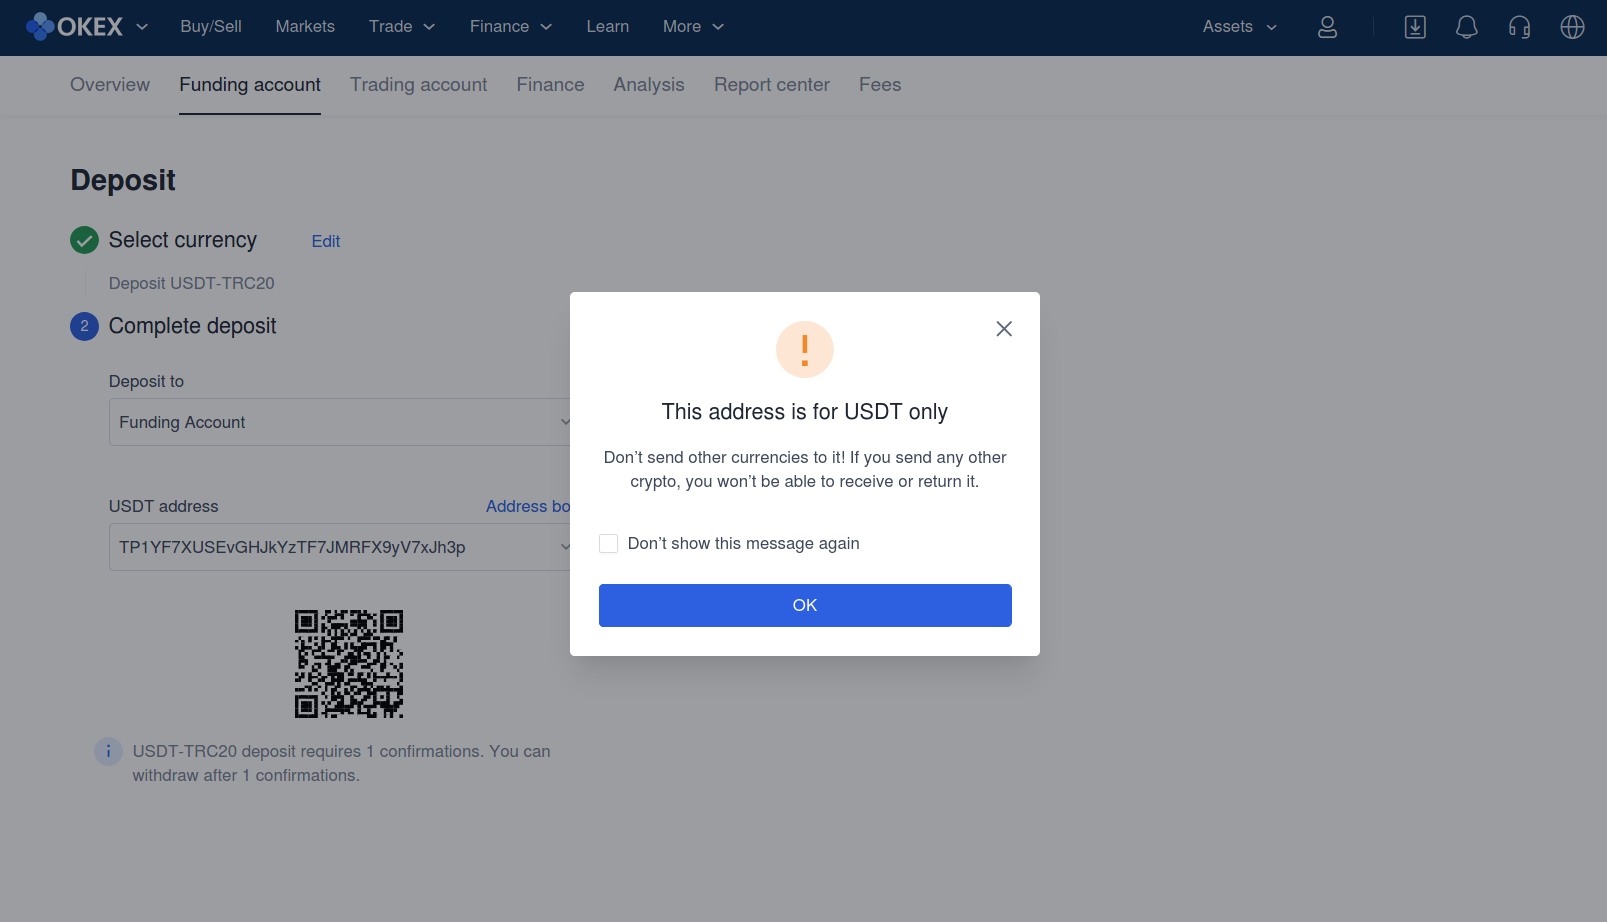 OKEX Buy/Sell Markets Trade Finance Learn More Assets
Overview Funding account Trading account Finance Analysis Report center Fees
Deposit
Select currency Edit
Deposit USDT-TRC20
2 Complete deposit
Deposit to
Funding Account
USDT address Address bo
TP1YF7XUSEvGHJkYzTF7JMRFX9yV7xJh3p
USDT-TRC20 deposit requires 1 confirmations. You can
withdraw after 1 confirmations.
This address is for USDT only
Don’t send other currencies to it! If you send any other
crypto, you won’t be able to receive or return it.
Don’t show this message again
OK